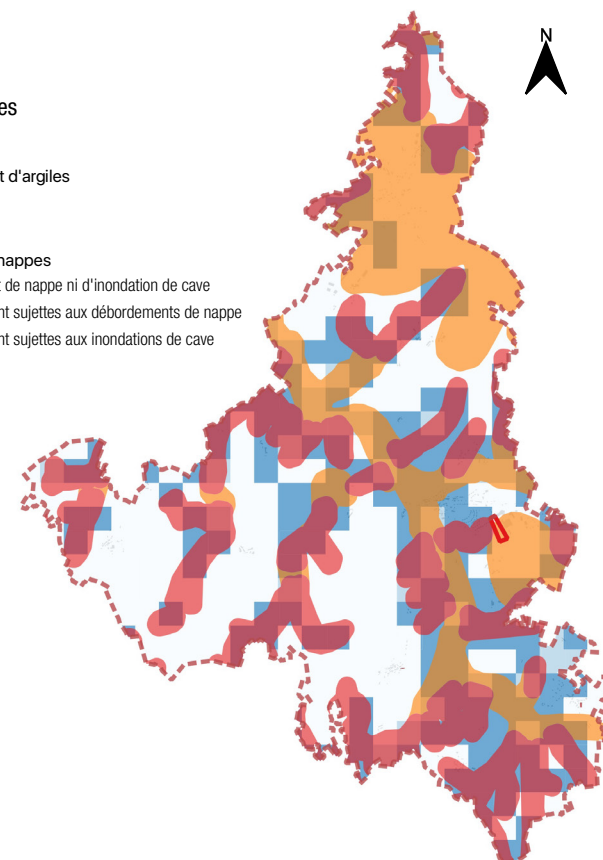 N
t d'argiles
nappes
t de nappe ni d'inondation de cave
nt sujettes aux débordements de nappe
nt sujettes aux inondations de cave